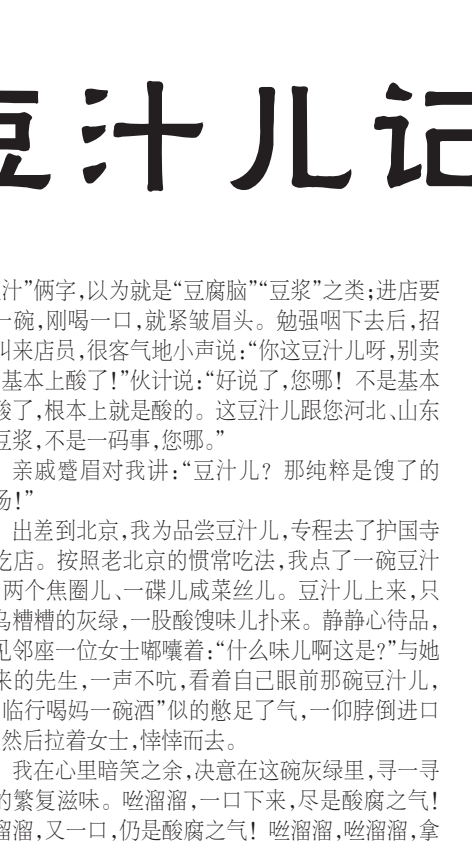 豆汁儿记
汁”俩字,以为就是“豆腐脑”“豆浆”之类;进店要
一碗,刚喝一口,就紧皱眉头。勉强咽下去后,招
叫来店员,很客气地小声说:“你这豆汁儿呀,别卖
基本上酸了!”伙计说:“好说了,您哪! 不是基本
酸了,根本上就是酸的。这豆汁儿跟您河北、山东
豆浆,不是一码事,您哪。”
亲戚蹙眉对我讲:“豆汁儿? 那纯粹是馊了的
汤!”
出差到北京,我为品尝豆汁儿,专程去了护国寺
吃店。按照老北京的惯常吃法,我点了一碗豆汁
两个焦圈儿、一碟儿咸菜丝儿。豆汁儿上来,只
乌糟糟的灰绿,一股酸馊味儿扑来。静静心待品,
见邻座一位女士嘟囔着:“什么味儿啊这是?”与她
来的先生,一声不吭,看着自己眼前那碗豆汁儿,
临行喝妈一碗酒”似的憋足了气,一仰脖倒进口
然后拉着女士,悻悻而去。
我在心里暗笑之余,决意在这碗灰绿里,寻一寻
的繁复滋味。咝溜溜,一口下来,尽是酸腐之气!
溜溜,又一口,仍是酸腐之气! 咝溜溜,咝溜溜,拿